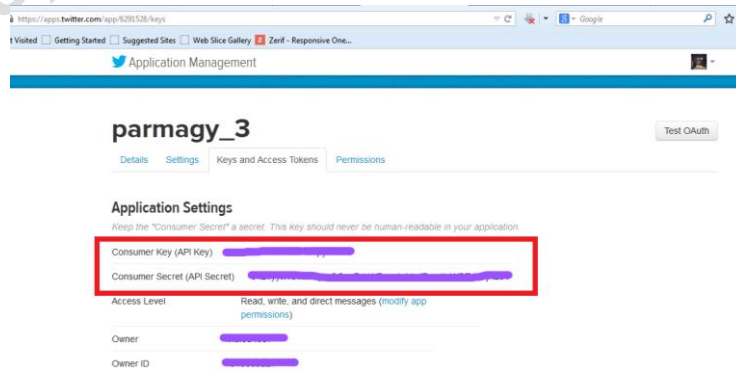 https://apps.twitter.com/app/6291528/keys
Google
t Visited Getting Started Suggested Sites Web Slice Gallery Zerif - Responsive One...
Application Management
parmagy_3
Test OAuth
Details Settings Keys and Access Tokens Permissions
Application Settings
Keep the "Consumer Secret" a secret. This key should never be human-readable in your application.
Consumer Key (API Key)
Consumer Secret (API Secret)
Access Level Read, write, and direct messages (modify app
permissions)
Owner
Owner ID